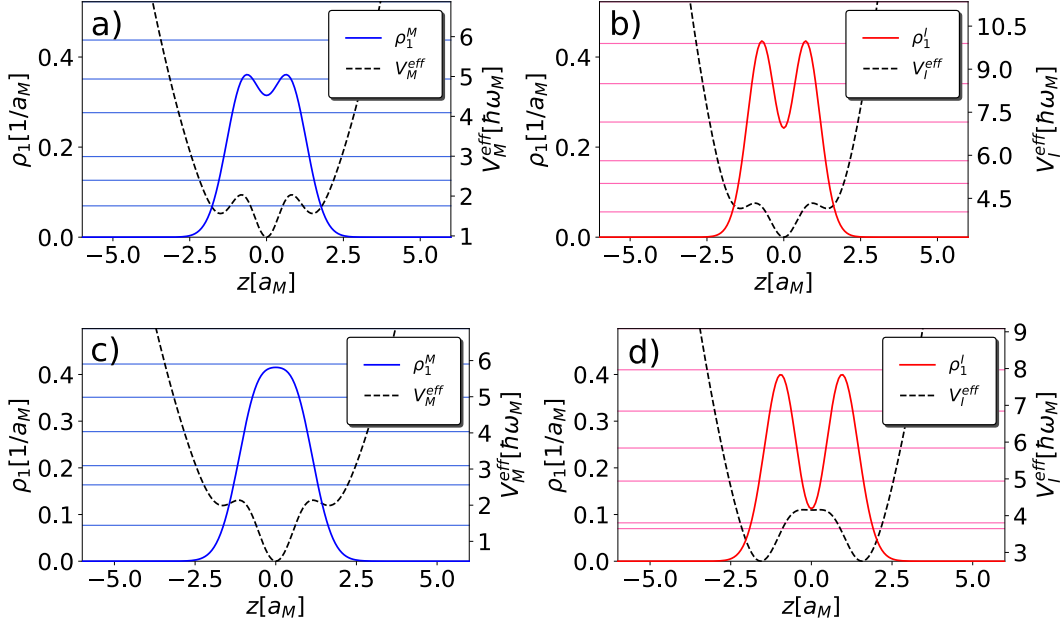 a)
ρ₁ᴹ
V_M^eff
ρ₁[1/a_M]
0.4
0.2
0.0
6
5
4
3
2
1
V_M^eff[ħω_M]
−5.0 −2.5 0.0 2.5 5.0
z[a_M]
b)
ρ₁ᴵ
V_I^eff
ρ₁[1/a_M]
0.4
0.2
0.0
10.5
9.0
7.5
6.0
4.5
V_I^eff[ħω_M]
−5.0 −2.5 0.0 2.5 5.0
z[a_M]
c)
ρ₁ᴹ
V_M^eff
ρ₁[1/a_M]
0.4
0.3
0.2
0.1
0.0
6
5
4
3
2
1
V_M^eff[ħω_M]
−5.0 −2.5 0.0 2.5 5.0
z[a_M]
d)
ρ₁ᴵ
V_I^eff
ρ₁[1/a_M]
0.4
0.3
0.2
0.1
0.0
9
8
7
6
5
4
3
V_I^eff[ħω_M]
−5.0 −2.5 0.0 2.5 5.0
z[a_M]